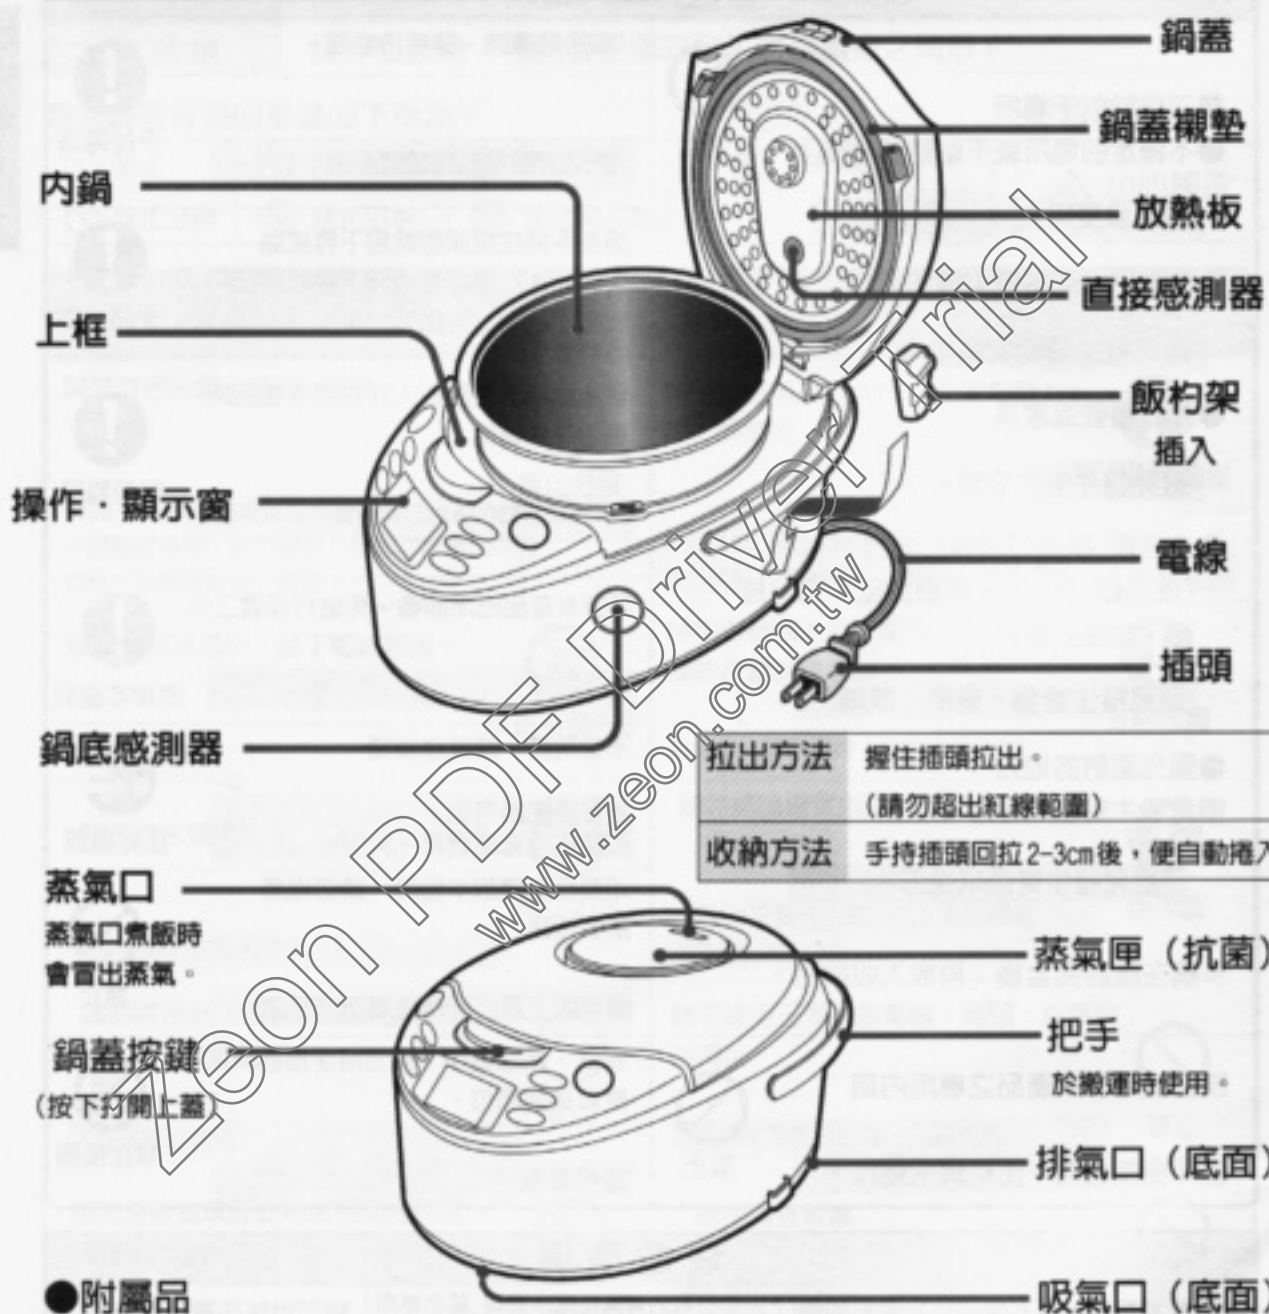 鍋蓋
鍋蓋襯墊
內鍋
放熱板
直接感測器
上框
飯杓架
插入
操作・顯示窗
電線
插頭
鍋底感測器
拉出方法 握住插頭拉出。
(請勿超出紅線範圍)
收納方法 手持插頭回拉2-3cm後，便自動捲入
蒸氣口
蒸氣口煮飯時
會冒出蒸氣。
蒸氣匣（抗菌）
鍋蓋按鍵
(按下打開上蓋)
把手
於搬運時使用。
排氣口（底面）
●附屬品
吸氣口（底面）
Zeon PDF Driver Trial
www.zeon.com.tw